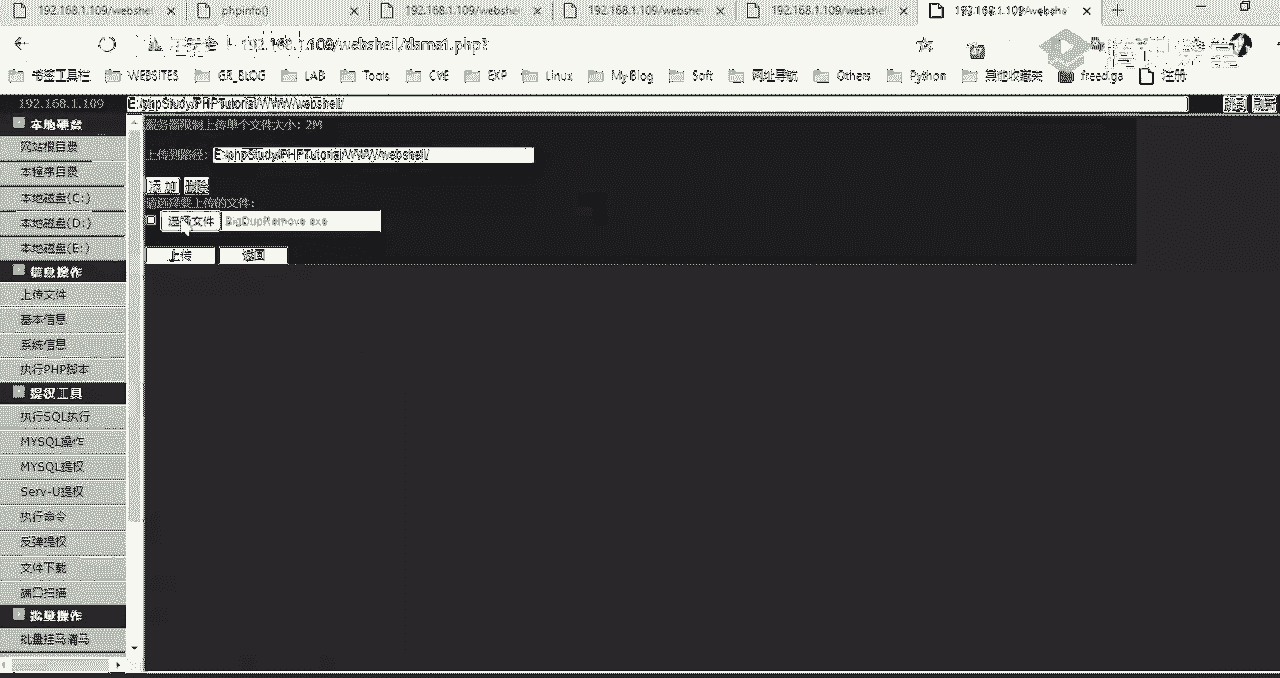 192.168.1.109/webshel
phpinfo()
192.168.1.109/webshel
192.168.1.109/webshel
192.168.1.109/webshel
192.168.1.109/webshe
192.168.1.109/webshell/dama1.php?
书签工具栏 WEBSITES GR_BLOG LAB Tools CVE EXP Linux My-Blog Soft 网址导航 Others Python 其他收藏夹 freed.ga 注册
192.168.1.109 E:/phpStudy/PHPTutorial/WWW/webshell/
本地硬盘
网站根目录
本程序目录
本地磁盘(C:)
本地磁盘(D:)
本地磁盘(E:)
信息操作
上传文件
基本信息
系统信息
执行PHP脚本
提权工具
执行SQL执行
MYSQL操作
MYSQL提权
Serv-U提权
执行命令
反弹提权
文件下载
端口扫描
批量操作
批量挂马清马
服务器限制上传单个文件大小: 2M
上传到路径: E:/phpStudy/PHPTutorial/WWW/webshell/
添加 删除
请选择要上传的文件:
选择文件 BigDupRemove.exe
上传 返回